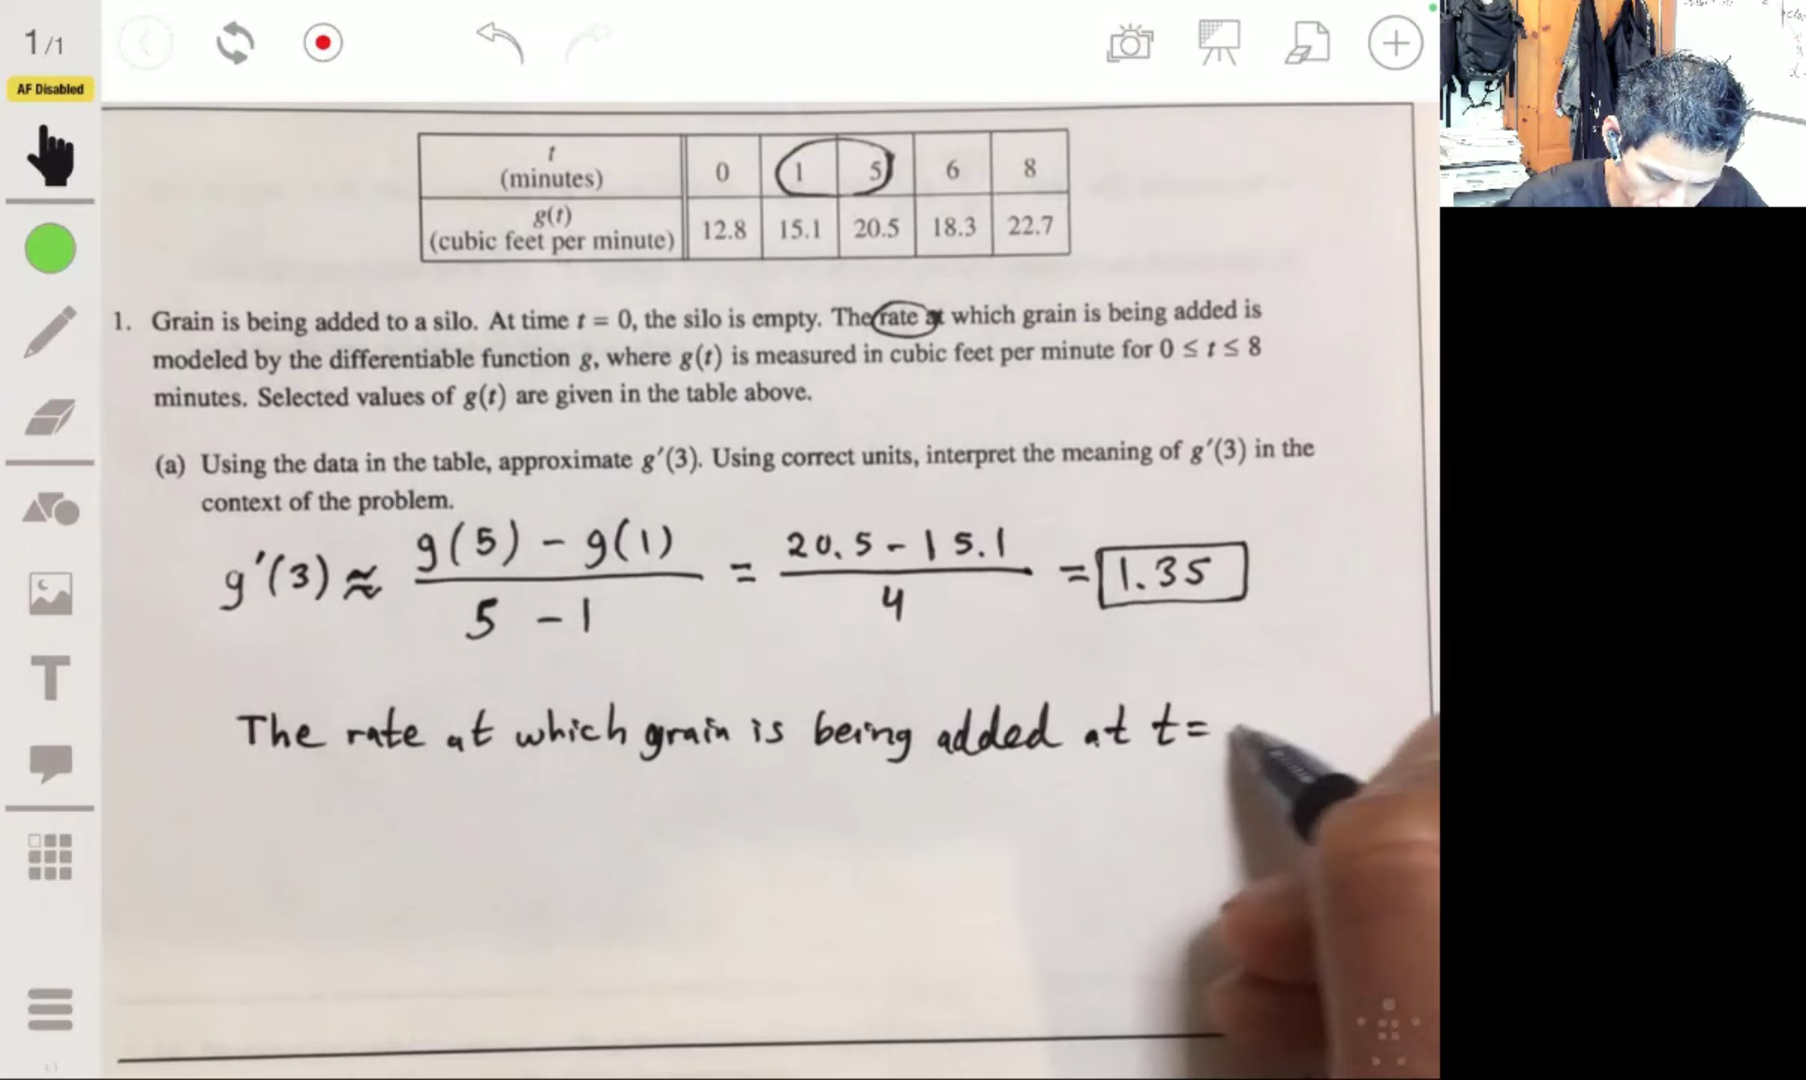 1/1
AF Disabled
t
(minutes) 0 1 5 6 8
g(t)
(cubic feet per minute) 12.8 15.1 20.5 18.3 22.7
1. Grain is being added to a silo. At time t = 0, the silo is empty. The rate at which grain is being added is
modeled by the differentiable function g, where g(t) is measured in cubic feet per minute for 0 ≤ t ≤ 8
minutes. Selected values of g(t) are given in the table above.
(a) Using the data in the table, approximate g′(3). Using correct units, interpret the meaning of g′(3) in the
context of the problem.
g'(3) ≈ g(5) - g(1) / 5 - 1 = 20.5 - 15.1 / 4 = 1.35
The rate at which grain is being added at t=
T